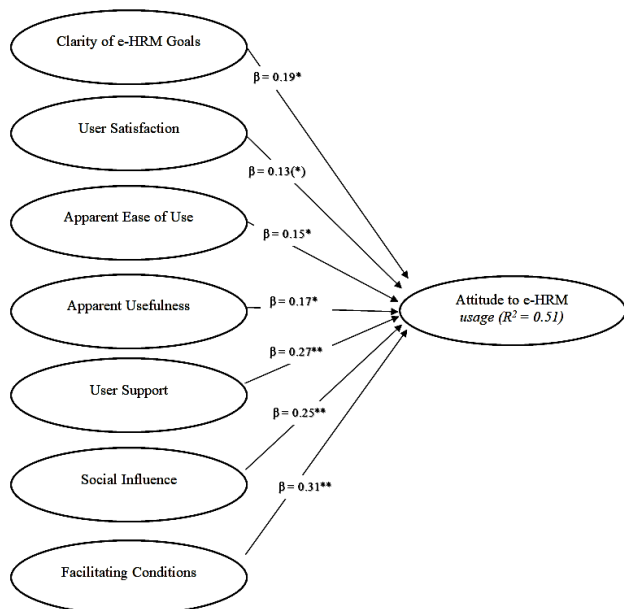 Clarity of e-HRM Goals
β = 0.19*
User Satisfaction
β = 0.13(*)
Apparent Ease of Use
β = 0.15*
Apparent Usefulness
β = 0.17*
Attitude to e-HRM
usage (R² = 0.51)
User Support
β = 0.27**
β = 0.25**
Social Influence
β = 0.31**
Facilitating Conditions